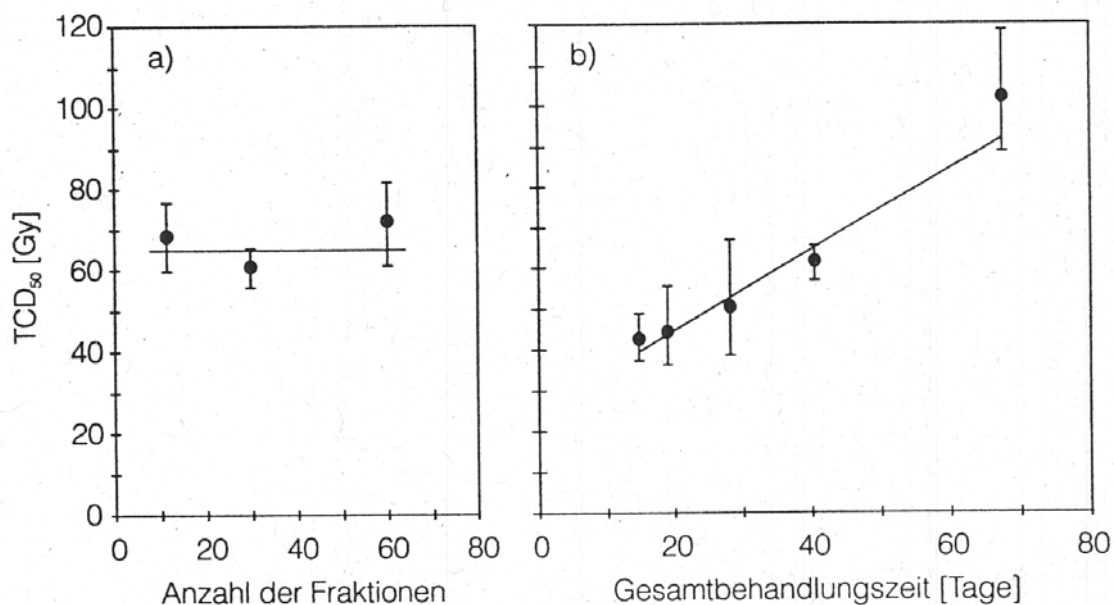 a)
b)
TCD₅₀ [Gy]
120
100
80
60
40
20
0
0 20 40 60 80
Anzahl der Fraktionen
0 20 40 60 80
Gesamtbehandlungszeit [Tage]